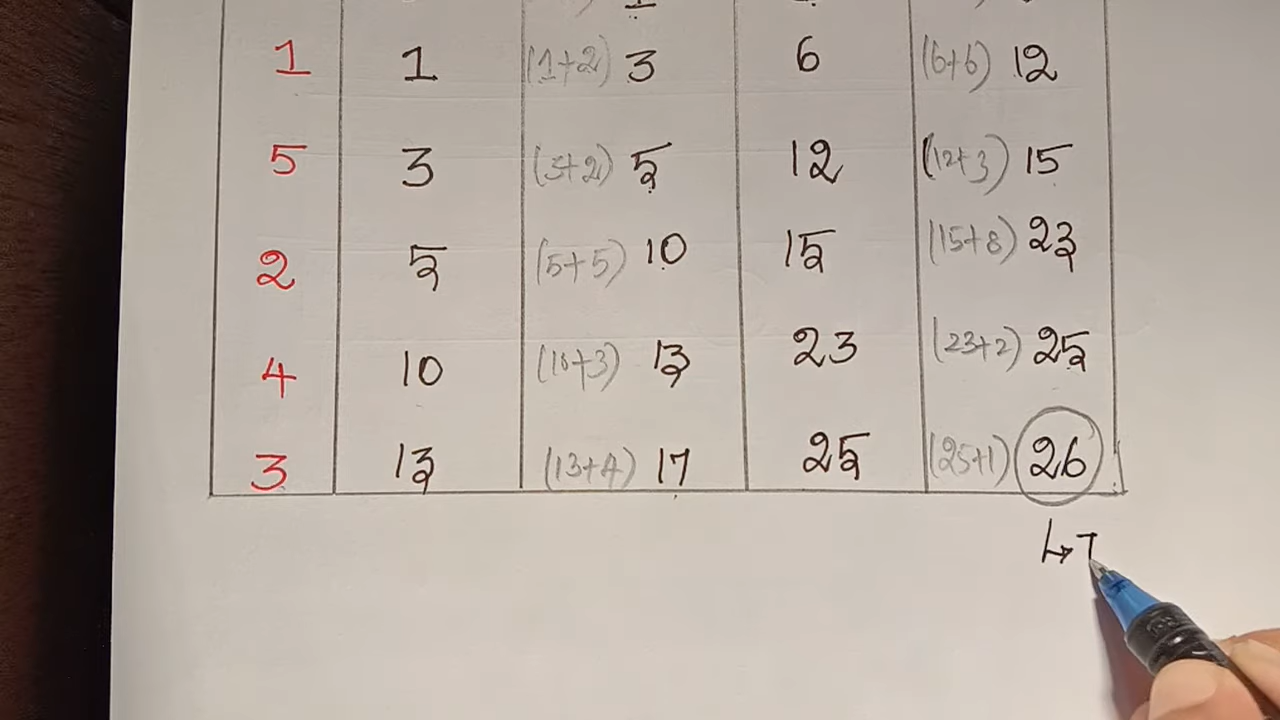 1 1 (1+2) 3 6 (6+6) 12
5 3 (3+2) 5 12 (12+3) 15
2 5 (5+5) 10 15 (15+8) 23
4 10 (10+3) 13 23 (23+2) 25
3 13 (13+4) 17 25 (25+1) 26
↳ T